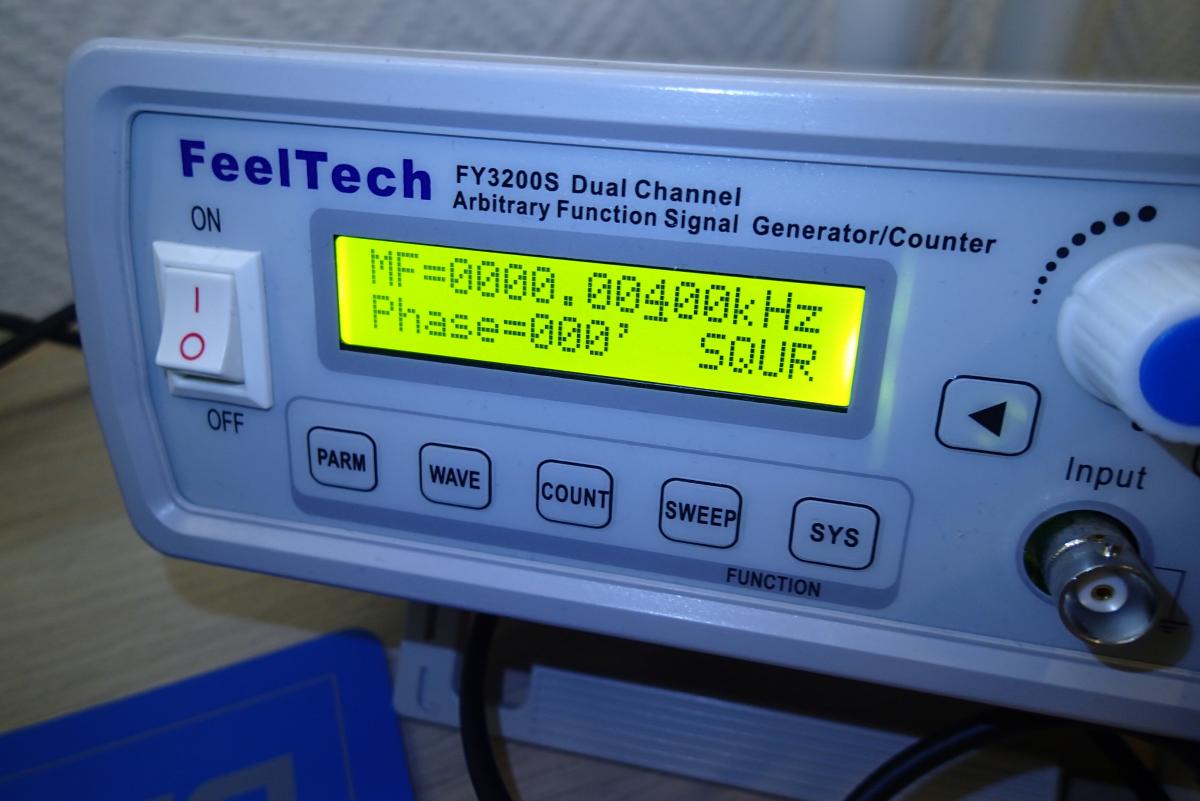 FeelTech
FY3200S Dual Channel
Arbitrary Function Signal Generator/Counter
ON
I
O
OFF
MF=0000.00400kHz
Phase=000' SQUR
PARM
WAVE
COUNT
SWEEP
SYS
FUNCTION
Input